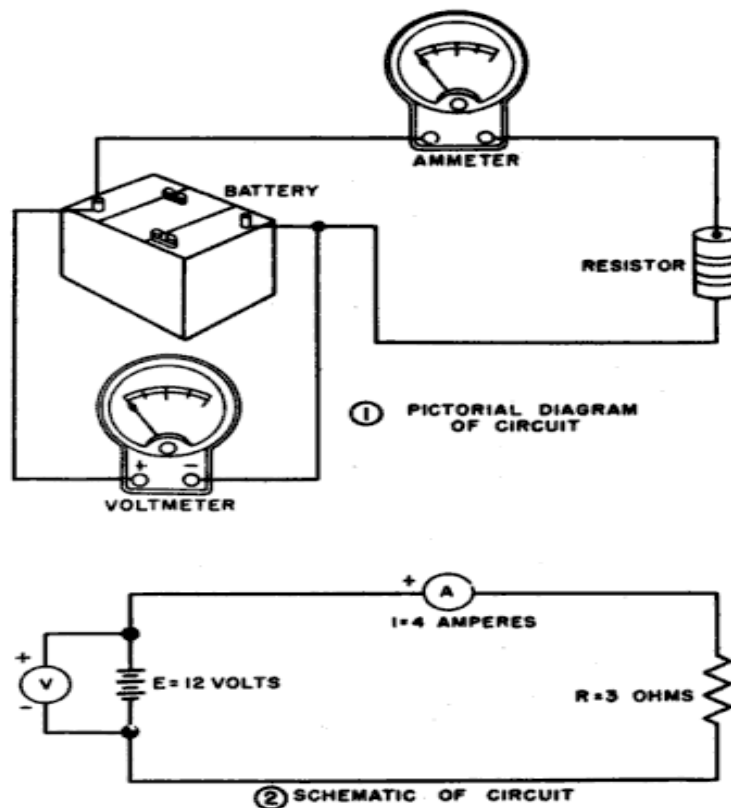 AMMETER
BATTERY
RESISTOR
① PICTORIAL DIAGRAM
OF CIRCUIT
+ -
VOLTMETER
+ A
I=4 AMPERES
+
V
-
E=12 VOLTS
R=3 OHMS
② SCHEMATIC OF CIRCUIT